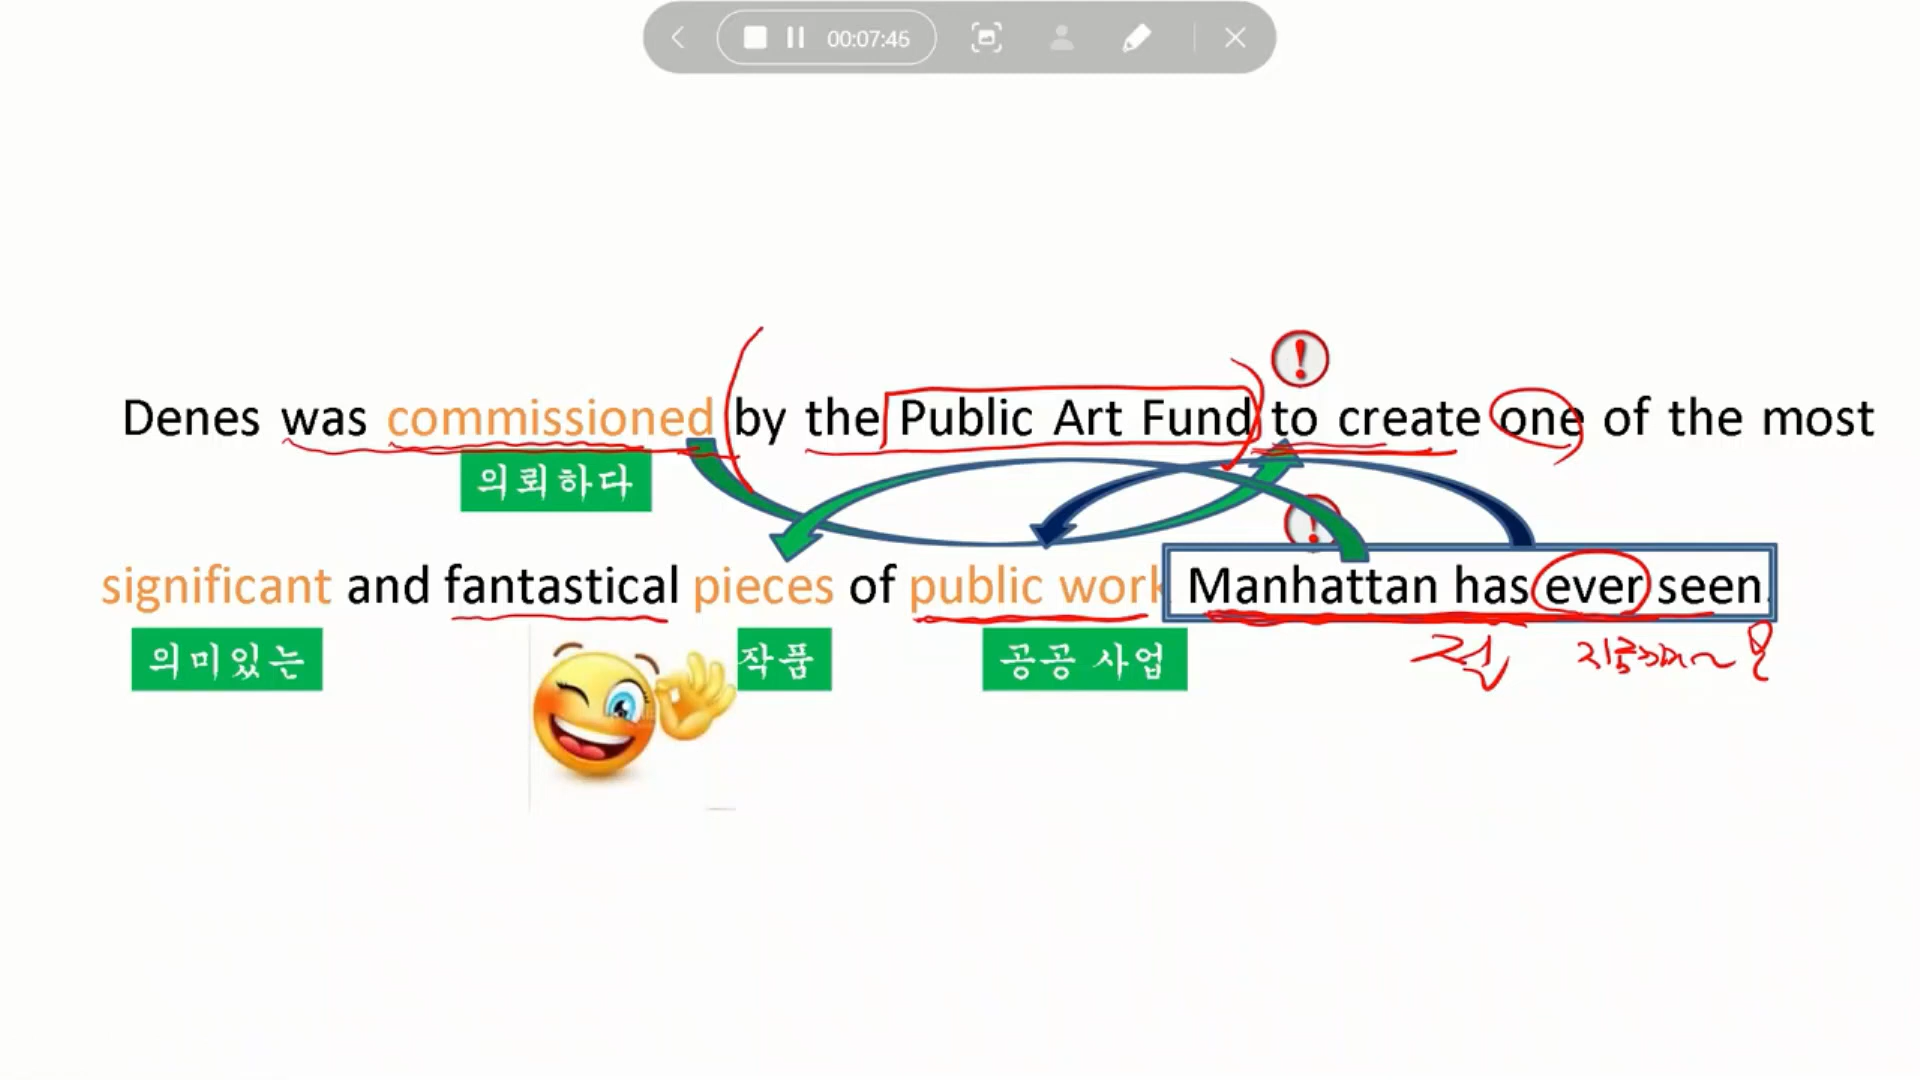 00:07:45
Denes was commissioned by the Public Art Fund to create one of the most
의뢰하다
significant and fantastical pieces of public work Manhattan has ever seen.
의미있는 작품 공공 사업